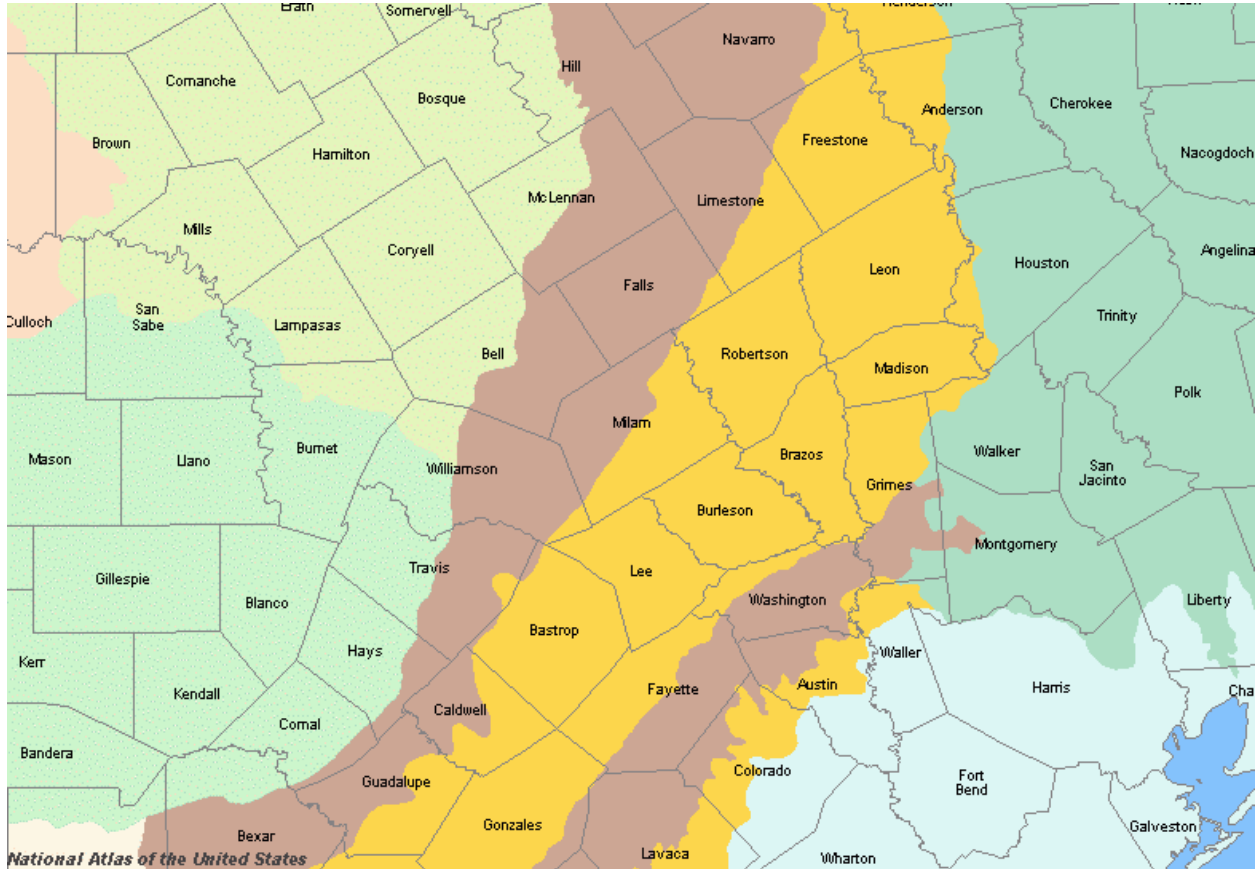 Erath
Somervell
Henderson
Navarro
Hill
Comanche
Bosque
Anderson
Cherokee
Brown
Freestone
Hamilton
Nacogdoch
McLennan
Limestone
Mills
Coryell
Houston
Angelina
Leon
Falls
San
Sabe
Culloch
Lampasas
Trinity
Bell
Robertson
Madison
Polk
Milam
Burnet
Mason
Llano
Williamson
Brazos
Walker
San
Jacinto
Grimes
Burleson
Montgomery
Travis
Lee
Gillespie
Blanco
Washington
Liberty
Bastrop
Hays
Kerr
Waller
Kendall
Fayette
Austin
Harris
Cha
Caldwell
Comal
Bandera
Guadalupe
Colorado
Fort
Bend
Gonzales
Galveston
Bexar
Lavaca
Wharton
National Atlas of the United States